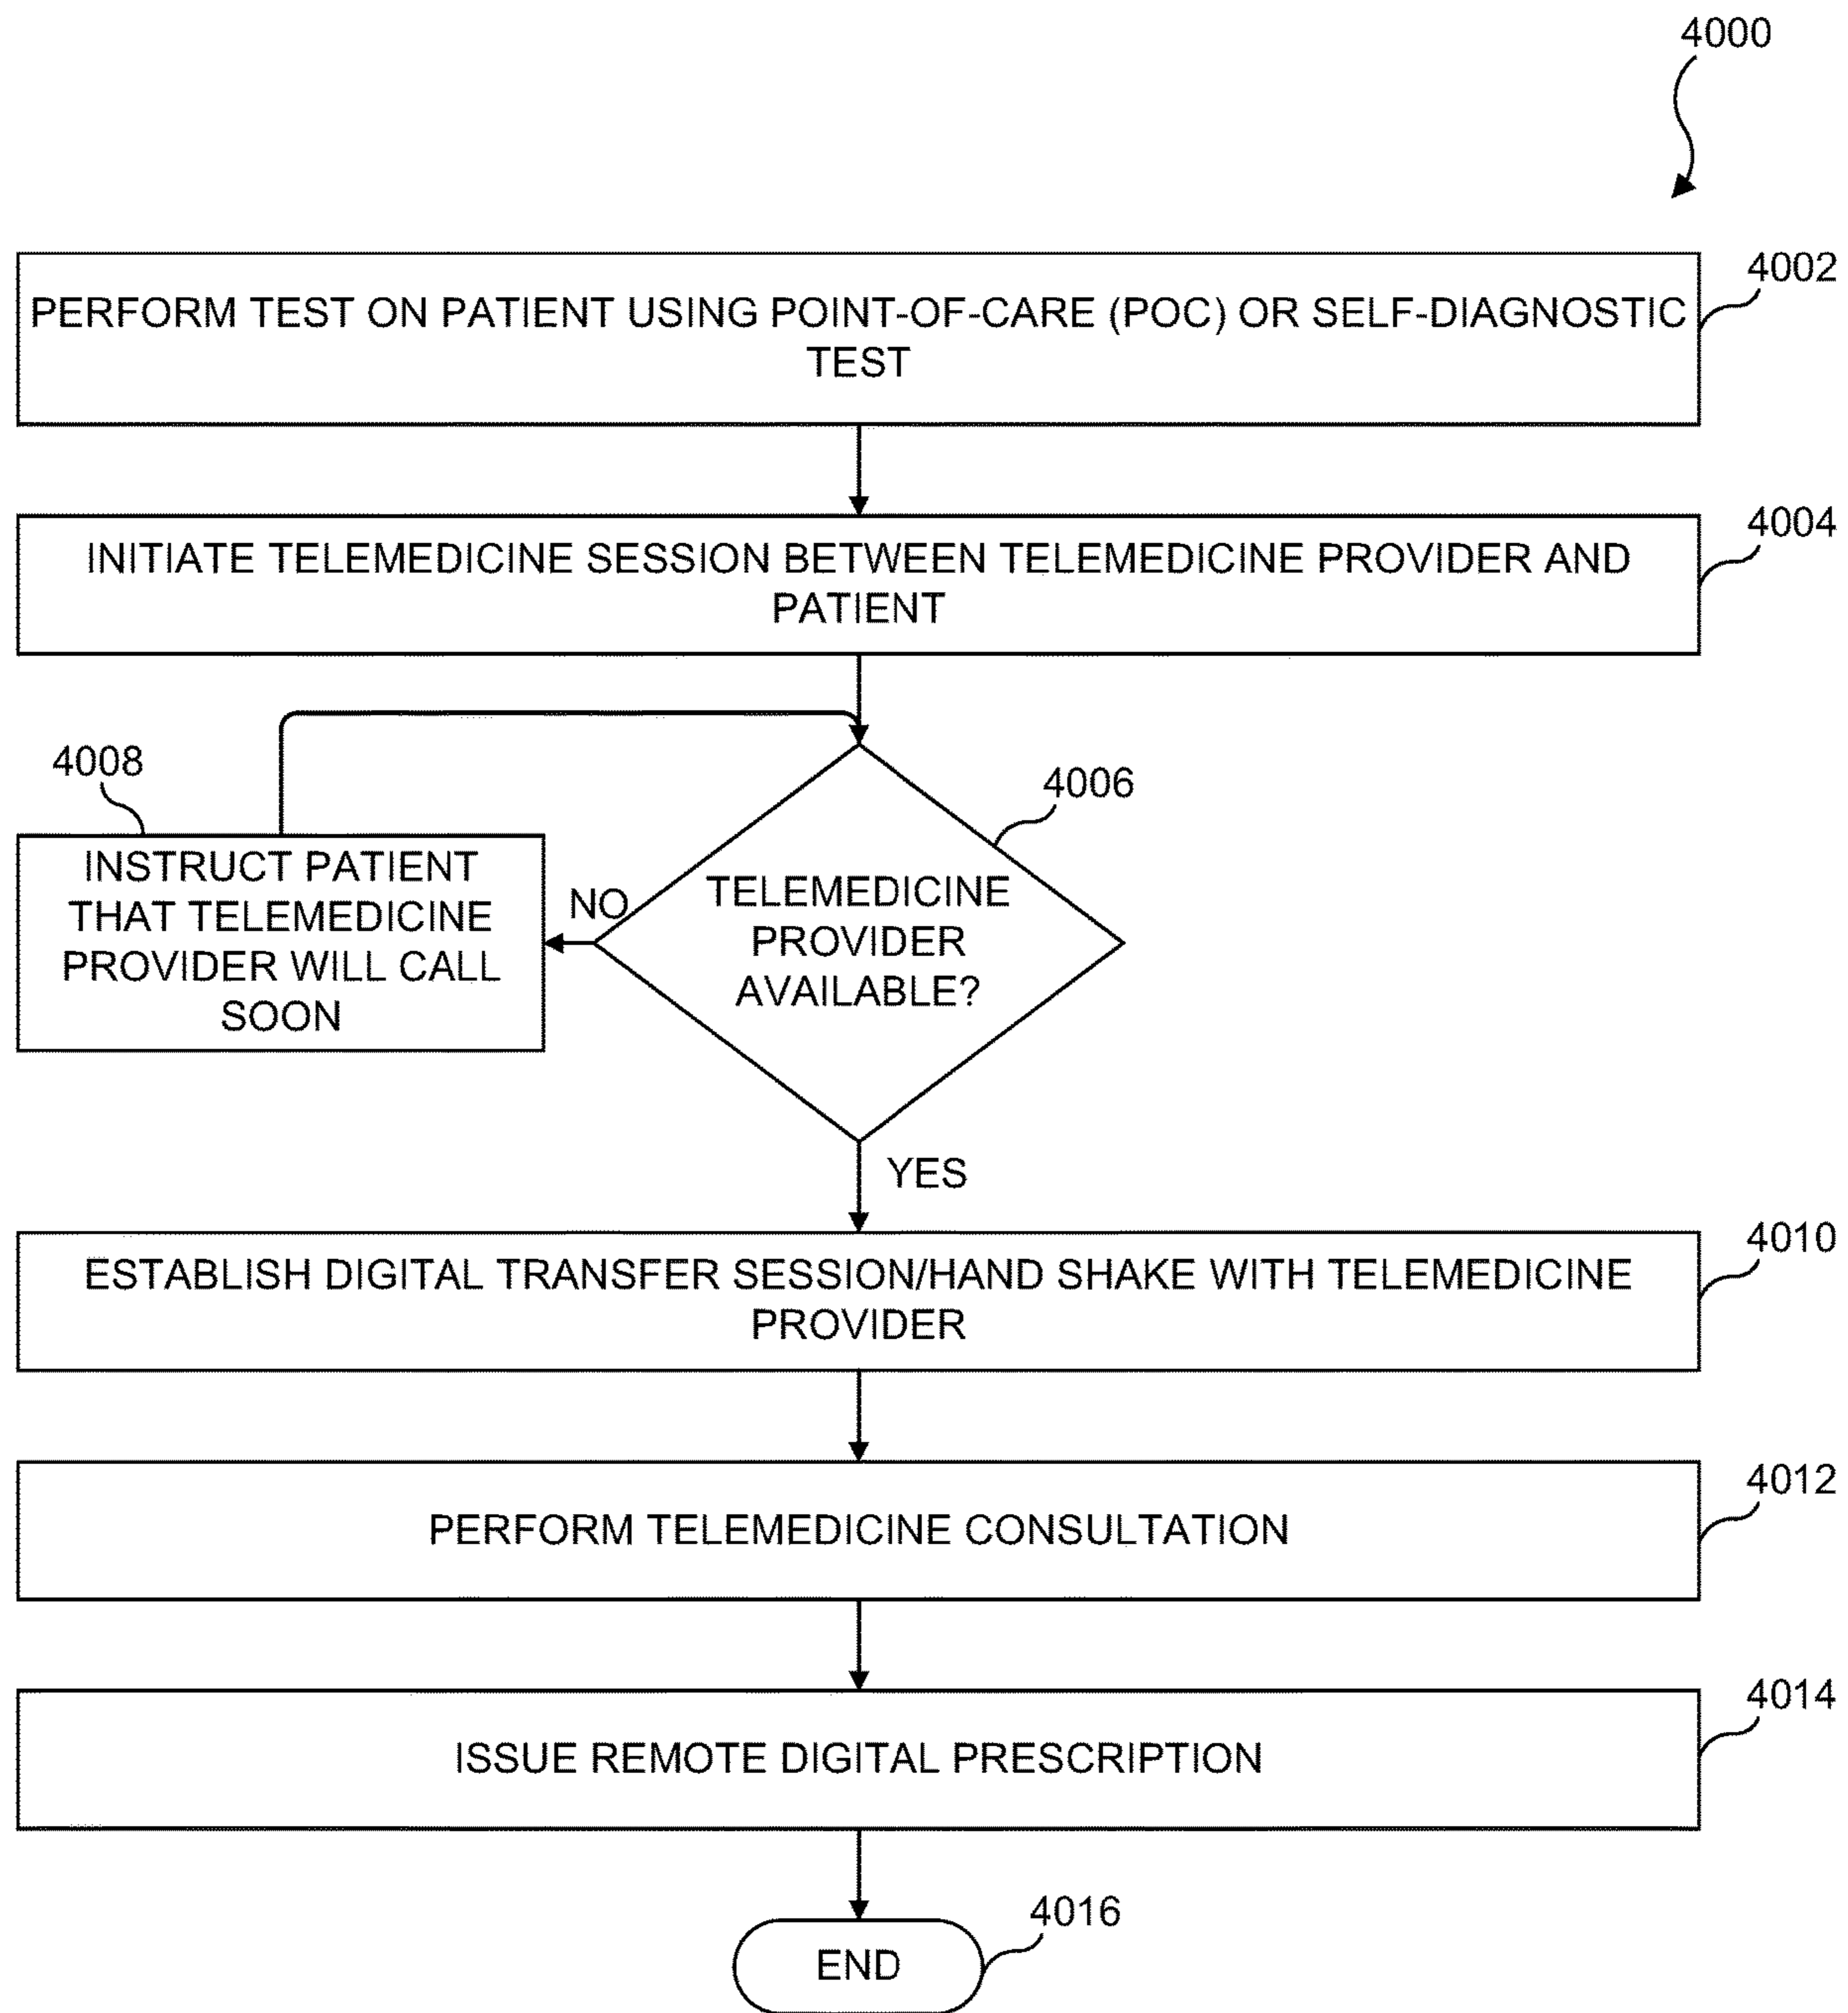 4000
4002
PERFORM TEST ON PATIENT USING POINT-OF-CARE (POC) OR SELF-DIAGNOSTIC
TEST
4004
INITIATE TELEMEDICINE SESSION BETWEEN TELEMEDICINE PROVIDER AND
PATIENT
4008
4006
INSTRUCT PATIENT
THAT TELEMEDICINE
PROVIDER WILL CALL
SOON
NO
TELEMEDICINE
PROVIDER
AVAILABLE?
YES
4010
ESTABLISH DIGITAL TRANSFER SESSION/HAND SHAKE WITH TELEMEDICINE
PROVIDER
4012
PERFORM TELEMEDICINE CONSULTATION
4014
ISSUE REMOTE DIGITAL PRESCRIPTION
4016
END